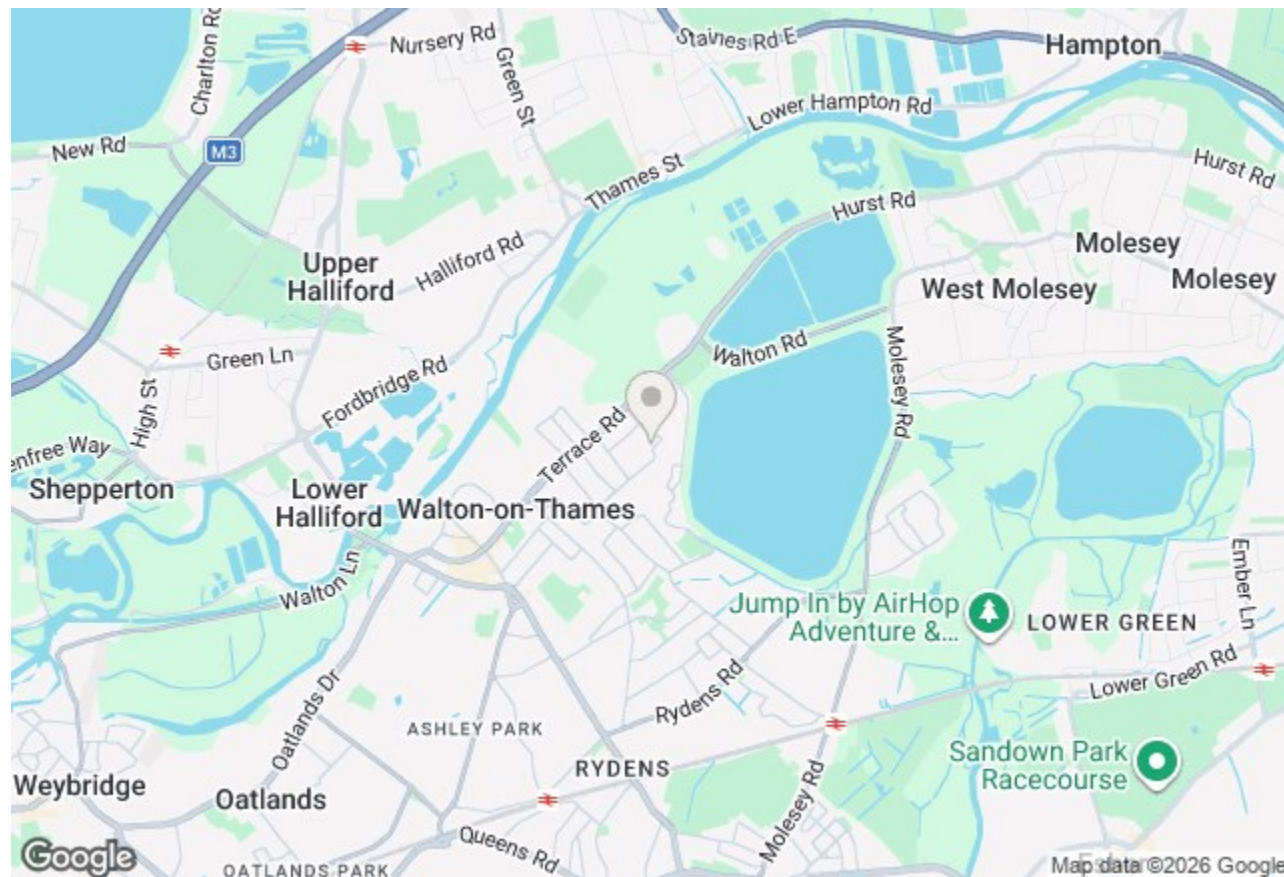 Charlton Rd
Nursery Rd
Green St
Staines Rd E
Hampton
Lower Hampton Rd
New Rd
M3
Thames St
Hurst Rd
Hurst Rd
Upper
Halliford
Halliford Rd
Molesey
Molesey
West Molesey
Green Ln
Walton Rd
Molesey Rd
High St
Fordbridge Rd
Terrace Rd
enfree Way
Shepperton
Lower
Halliford
Walton-on-Thames
Walton Ln
Jump In by AirHop
Adventure &...
LOWER GREEN
Ember Ln
Lower Green Rd
Oatlands Dr
Rydens Rd
ASHLEY PARK
RYDENS
Sandown Park
Racecourse
Weybridge
Oatlands
Molesey Rd
Queens Rd
OATLANDS PARK
Google
Map data ©2026 Google